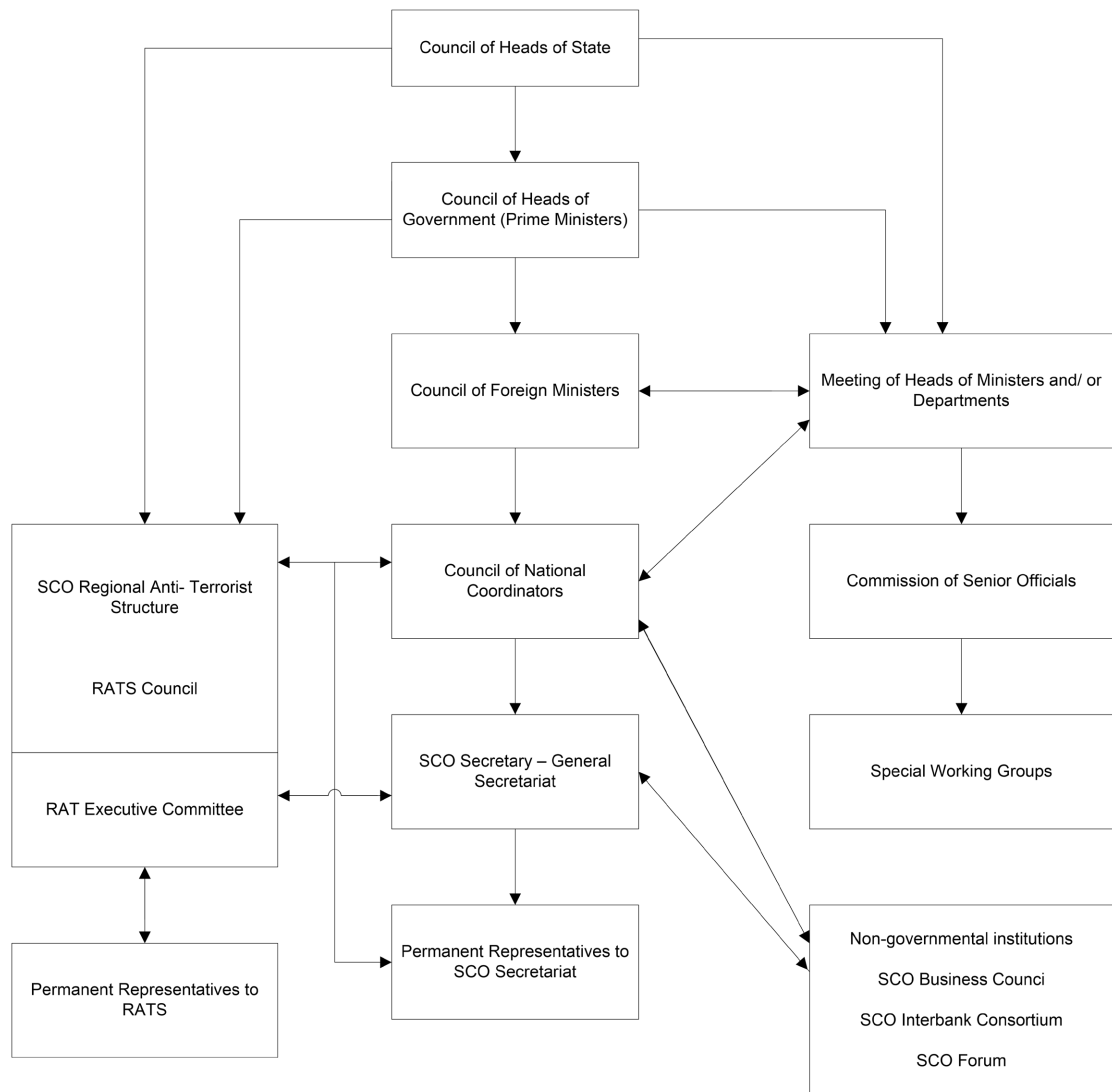 Council of Heads of State
Council of Heads of
Government (Prime Ministers)
Council of Foreign Ministers
Meeting of Heads of Ministers and/ or
Departments
SCO Regional Anti- Terrorist
Structure
RATS Council
Council of National
Coordinators
Commission of Senior Officials
RAT Executive Committee
SCO Secretary – General
Secretariat
Special Working Groups
Permanent Representatives to
RATS
Permanent Representatives to
SCO Secretariat
Non-governmental institutions
SCO Business Counci
SCO Interbank Consortium
SCO Forum